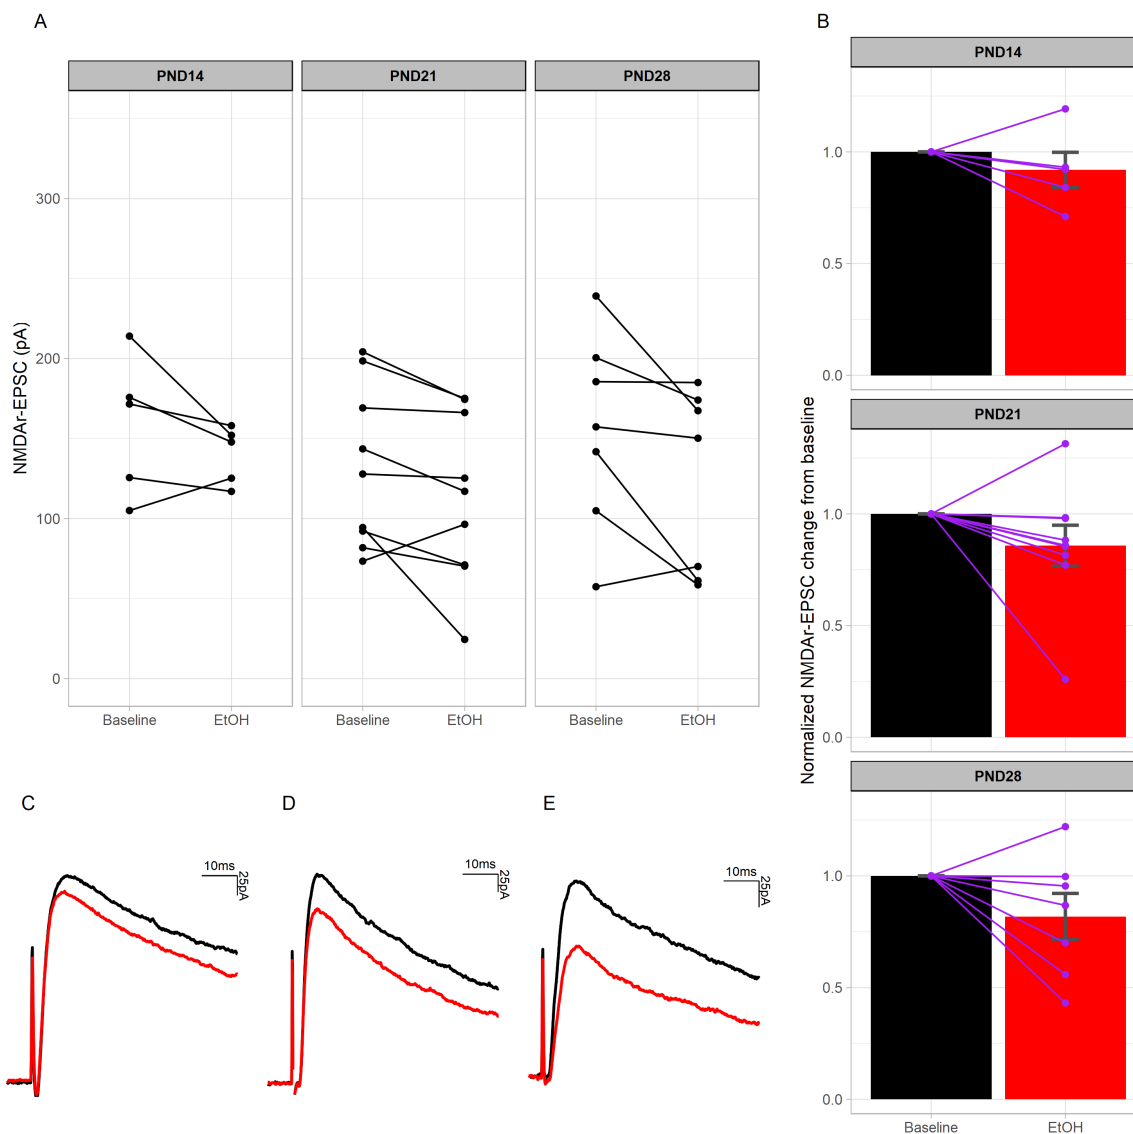 A
B
PND14
PND21
PND28
NMDAr-EPSC (pA)
300
200
100
0
Baseline
EtOH
Baseline
EtOH
Baseline
EtOH
PND14
1.0
0.5
0.0
PND21
Normalized NMDAr-EPSC change from baseline
1.0
0.5
0.0
PND28
1.0
0.5
0.0
Baseline
EtOH
C
D
E
10ms
25pA
10ms
25pA
10ms
25pA